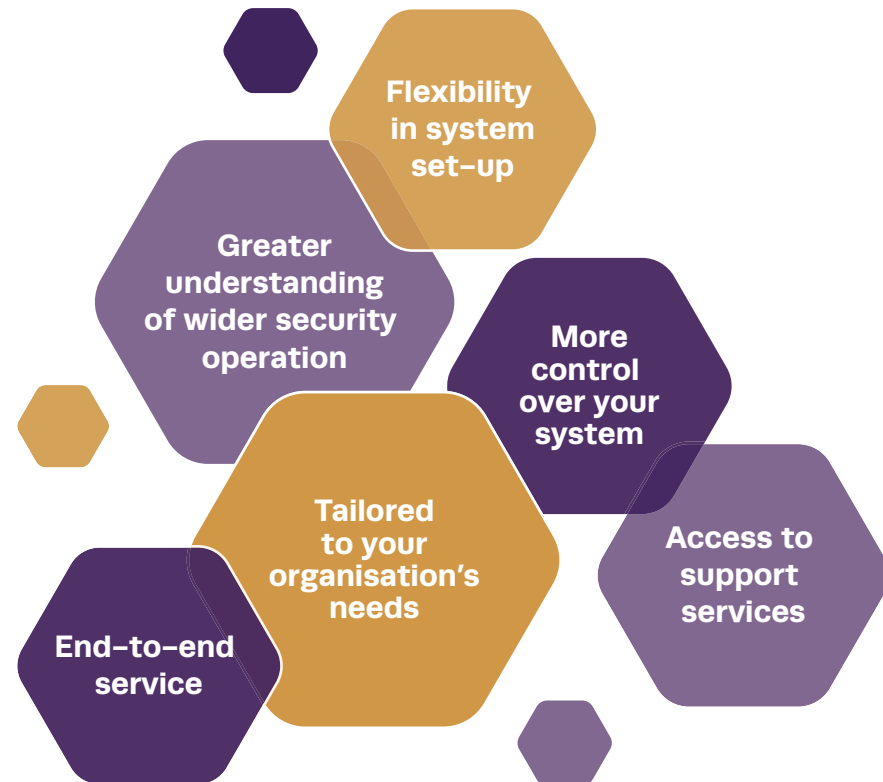 Flexibility
in system
set-up
Greater
understanding
of wider security
operation
More
control
over your
system
Tailored
to your
organisation's
needs
Access to
support
services
End-to-end
service